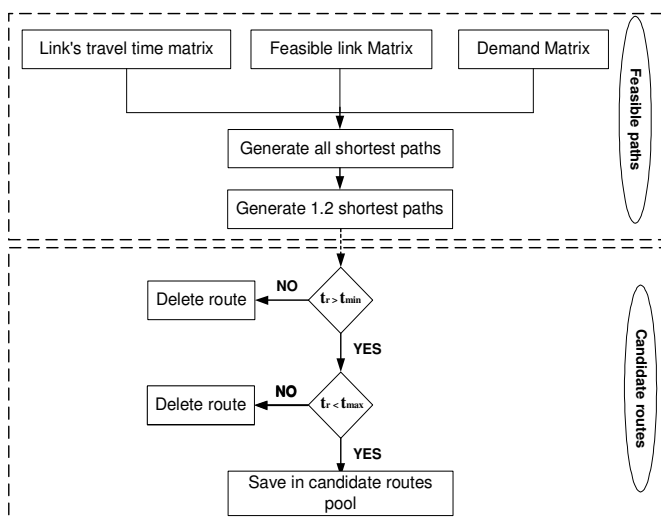 Link's travel time matrix
Feasible link Matrix
Demand Matrix
Feasible paths
Generate all shortest paths
Generate 1.2 shortest paths
NO
Delete route
tr > tmin
YES
NO
Delete route
tr < tmax
Candidate routes
YES
Save in candidate routes
pool